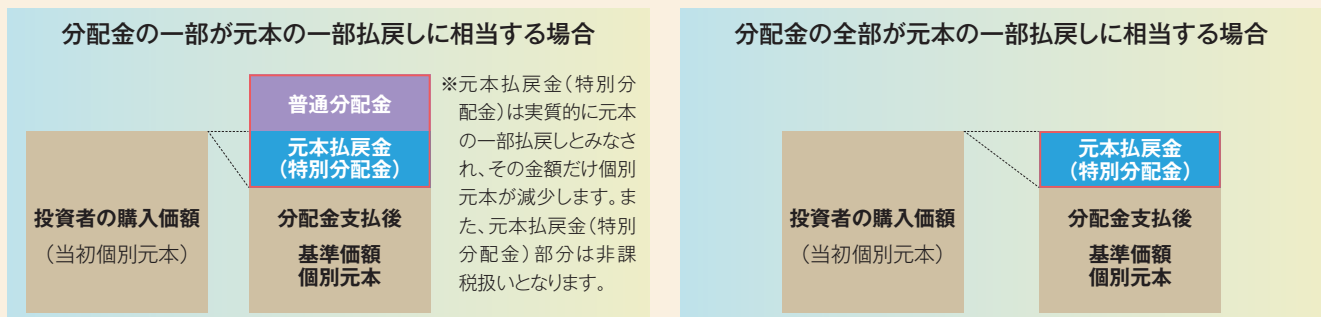 分配金の一部が元本の一部払戻しに相当する場合
普通分配金
元本払戻金
(特別分配金)
投資者の購入価額
(当初個別元本)
分配金支払後
基準価額
個別元本
※元本払戻金(特別分
配金)は実質的に元本
の一部払戻しとみなさ
れ、その金額だけ個別
元本が減少します。ま
た、元本払戻金(特別
分配金)部分は非課
税扱いとなります。
分配金の全部が元本の一部払戻しに相当する場合
元本払戻金
(特別分配金)
投資者の購入価額
(当初個別元本)
分配金支払後
基準価額
個別元本